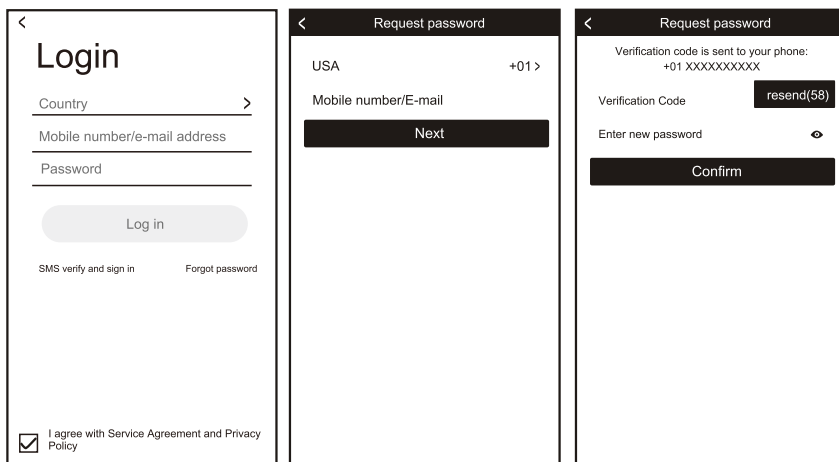 Login
Country
Mobile number/e-mail address
Password
Log in
SMS verify and sign in
Forgot password
I agree with Service Agreement and Privacy
Policy
Request password
USA
+01
Mobile number/E-mail
Next
Request password
Verification code is sent to your phone:
+01 XXXXXXXXXX
Verification Code
resend(58)
Enter new password
Confirm